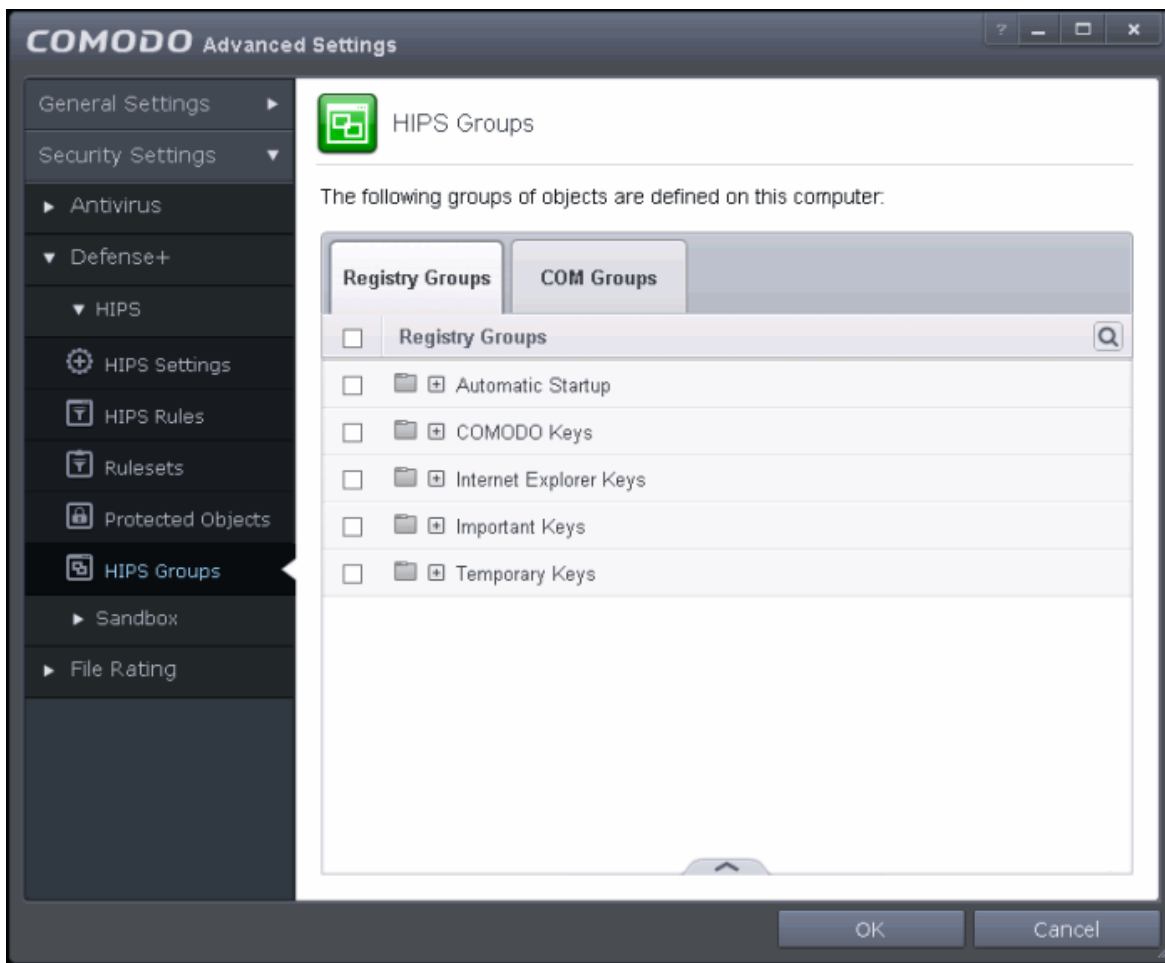 COMODO Advanced Settings
?
General Settings
Security Settings
Antivirus
Defense+
HIPS
HIPS Settings
HIPS Rules
Rulesets
Protected Objects
HIPS Groups
Sandbox
File Rating
HIPS Groups
The following groups of objects are defined on this computer:
Registry Groups
COM Groups
Registry Groups
Automatic Startup
COMODO Keys
Internet Explorer Keys
Important Keys
Temporary Keys
OK
Cancel